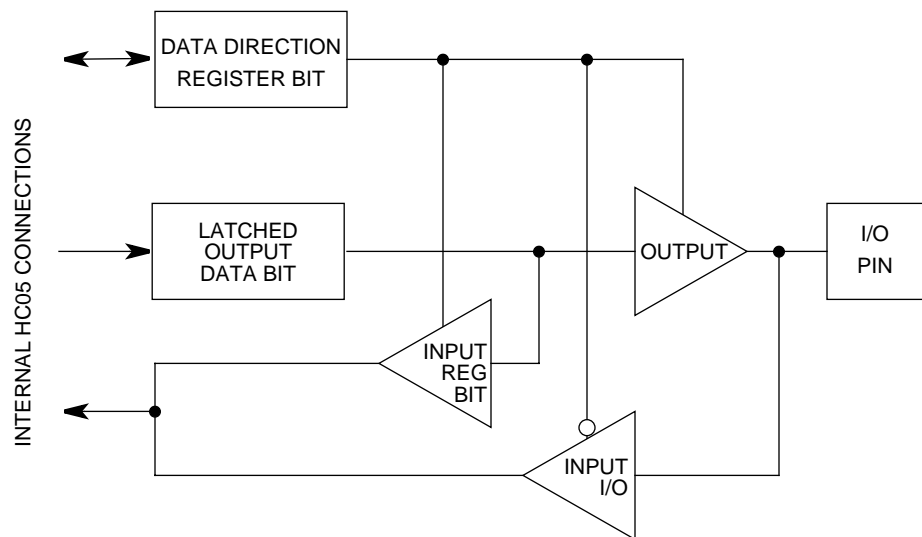 DATA DIRECTION
REGISTER BIT
INTERNAL HC05 CONNECTIONS
LATCHED
OUTPUT
DATA BIT
OUTPUT
I/O
PIN
INPUT
REG
BIT
INPUT
I/O